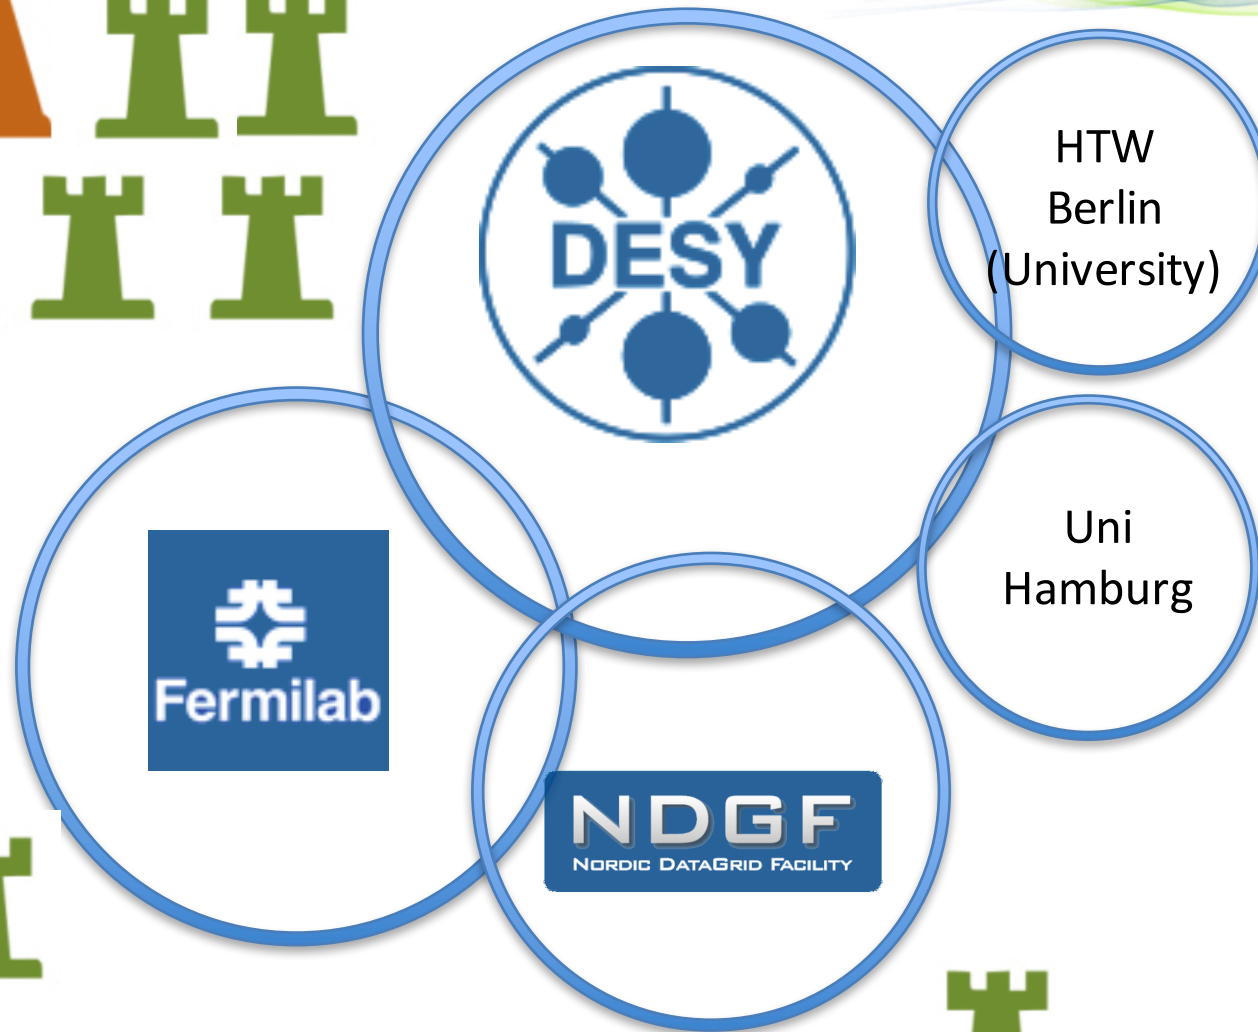 DESY
HTW
Berlin
(University)
Uni
Hamburg
Fermilab
NDGF
NORDIC DATAGRID FACILITY